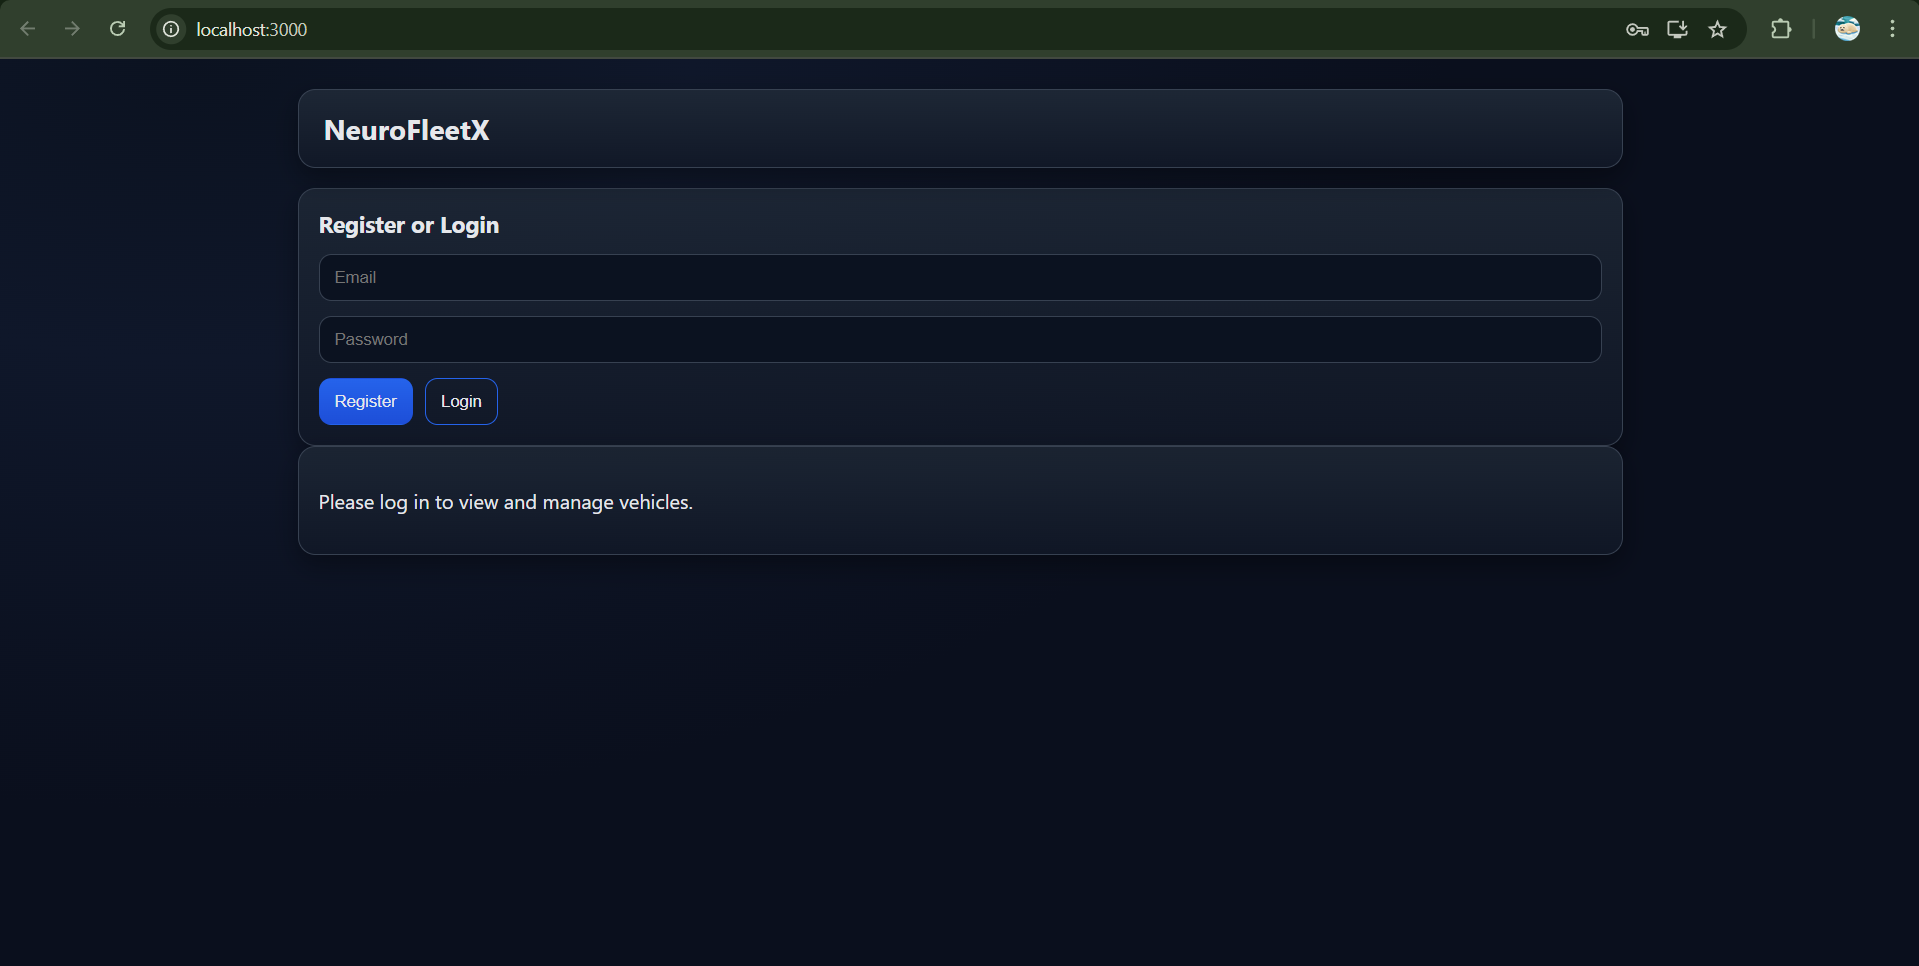 localhost:3000
NeuroFleetX
Register or Login
Email
Password
Register Login
Please log in to view and manage vehicles.